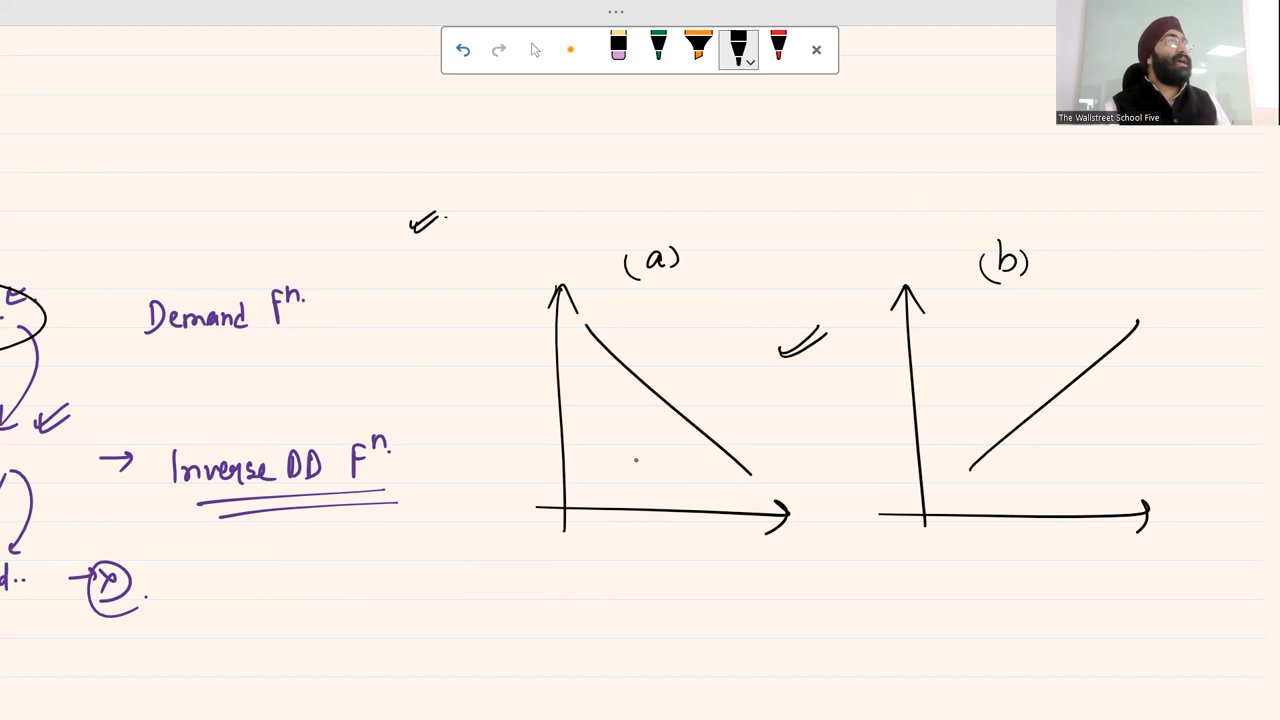 The Wallstreet School Five
(a)
(b)
Demand Fn.
→ Inverse DD Fn.
d.. →